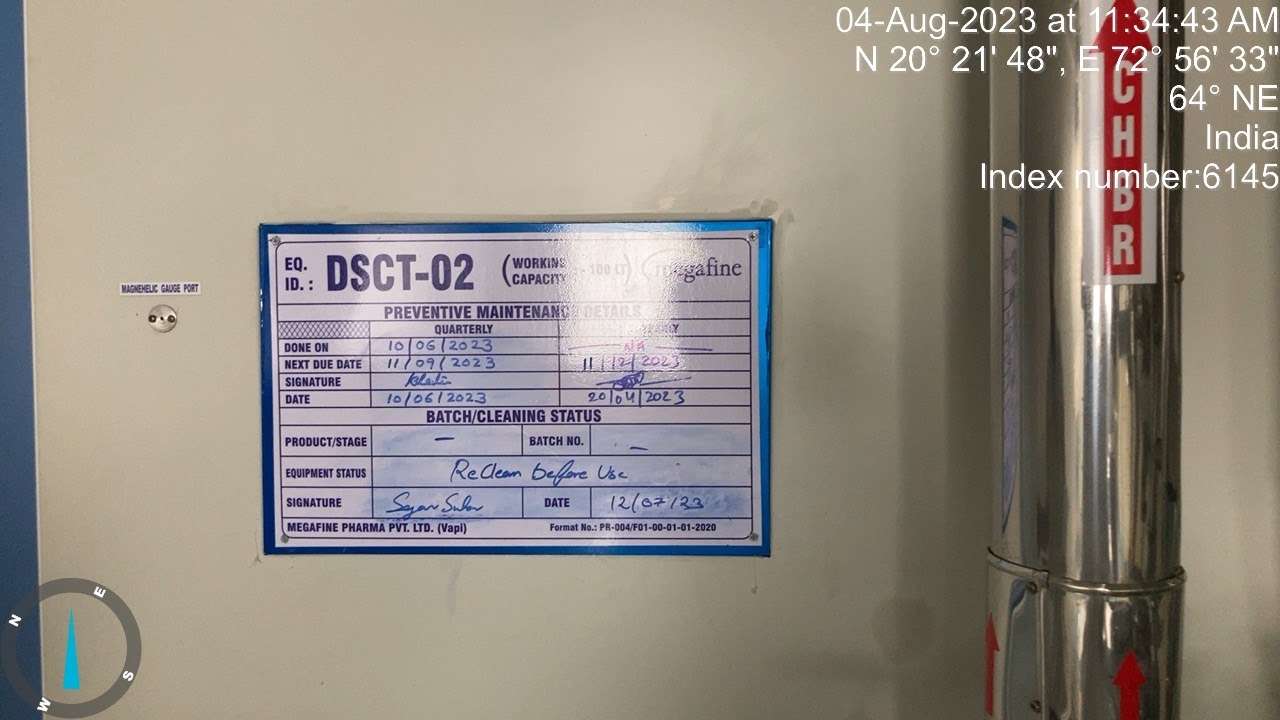 04-Aug-2023 at 11:34:43 AM
N 20° 21' 48", E 72° 56' 33"
64° NE
India
Index number:6145
CHBR
MAGNEHELIC GAUGE PORT
EQ. ID. : DSCT-02 (WORKING CAPACITY - 100 LT) megafine
PREVENTIVE MAINTENANCE DETAILS
QUARTERLY
DONE ON 10/06/2023 NA
NEXT DUE DATE 11/09/2023 11/12/2023
SIGNATURE
DATE 10/06/2023 20/04/2023
BATCH/CLEANING STATUS
PRODUCT/STAGE — BATCH NO. —
EQUIPMENT STATUS ReClean before Use
SIGNATURE DATE 12/07/23
MEGAFINE PHARMA PVT. LTD. (Vapi) Format No.: PR-004/F01-00-01-01-2020
N
E
S
W